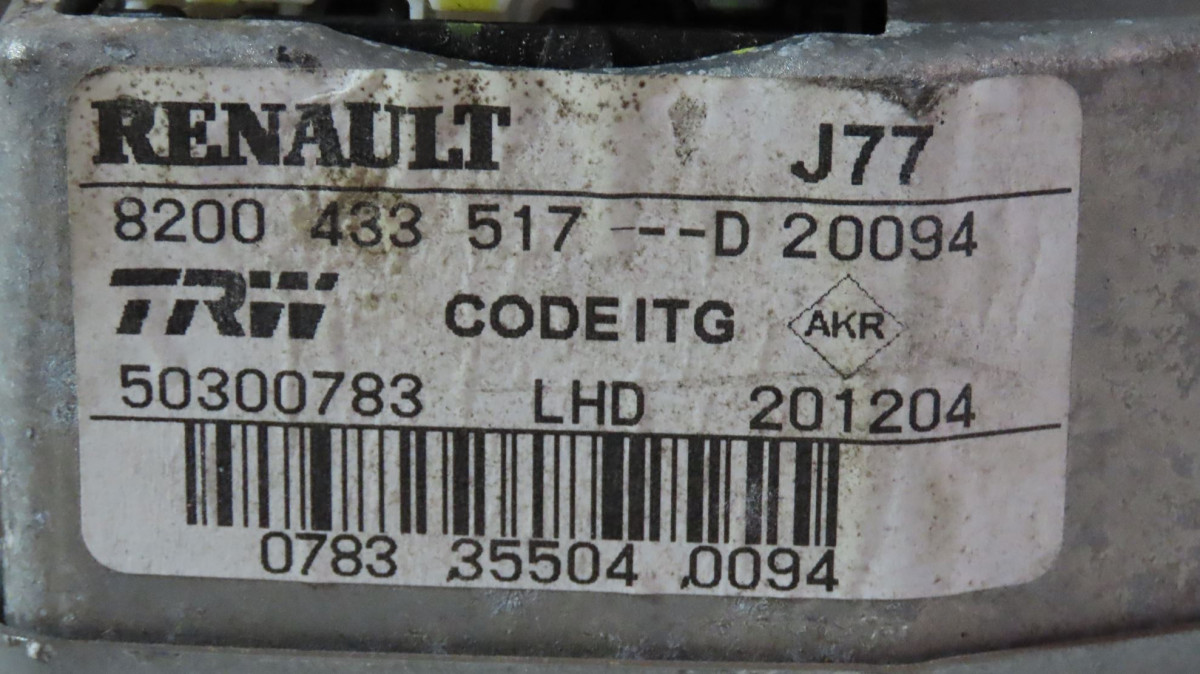 RENAULT J77
8200 433 517 ---D 20094
TRW CODE ITG AKR
50300783 LHD 201204
0783 35504 0094